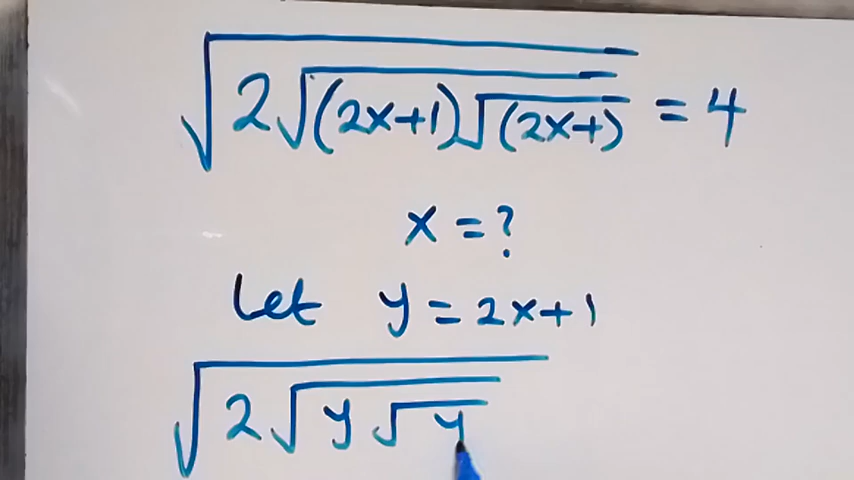 √2√(2x+1)√(2x+1) = 4
x = ?
Let y = 2x+1
√2√y√y